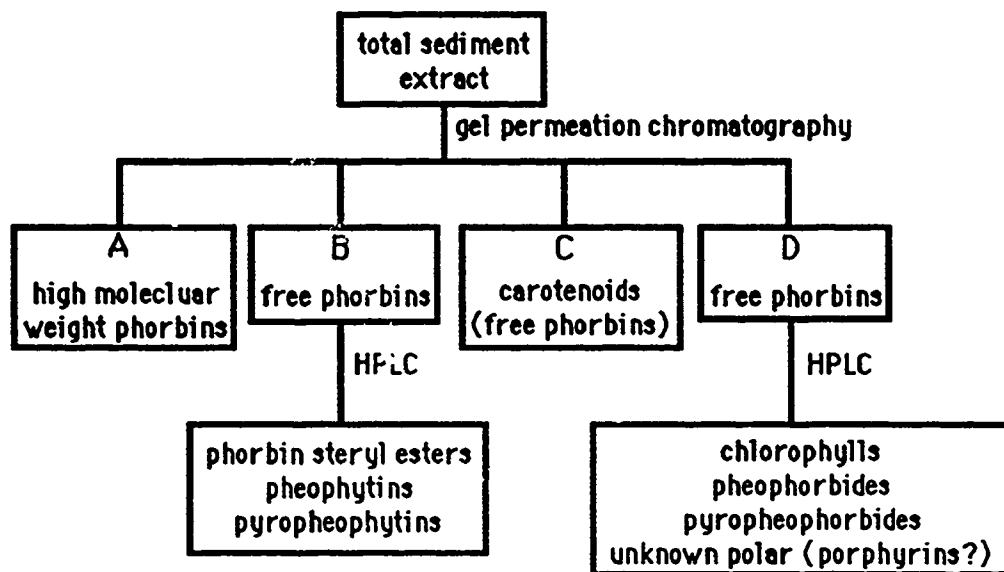 total sediment
extract
gel permeation chromatography
A
high molecluar
weight phorbins
B
free phorbins
C
carotenoids
(free phorbins)
D
free phorbins
HPLC
HPLC
phorbin steryl esters
pheophytins
pyropheophytins
chlorophylls
pheophorbides
pyropheophorbides
unknown polar (porphyrins?)